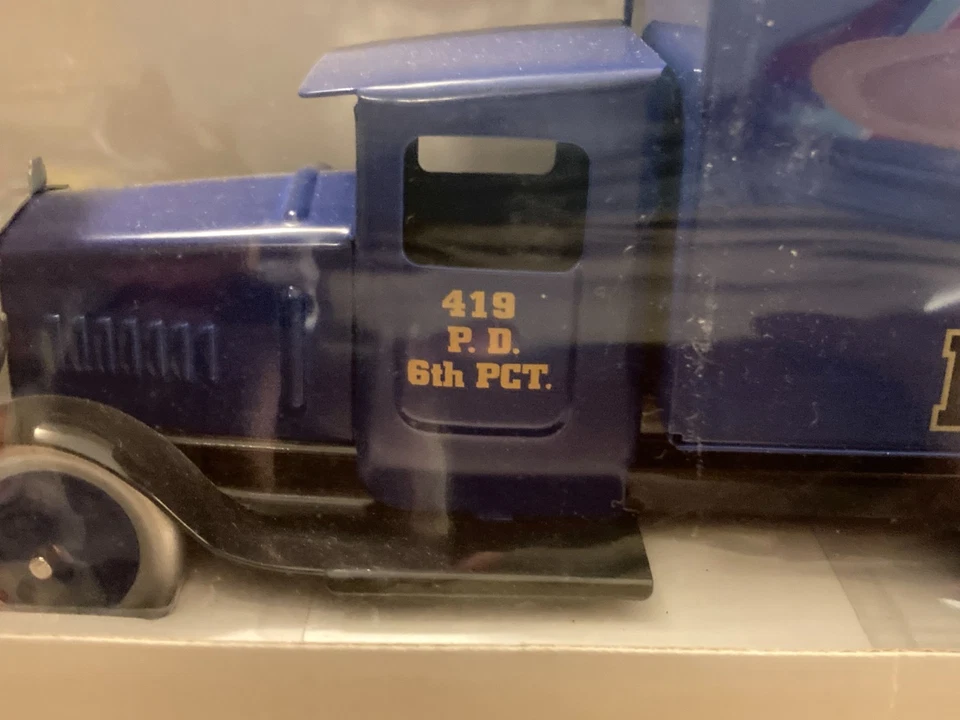 419
P. D.
6th PCT.